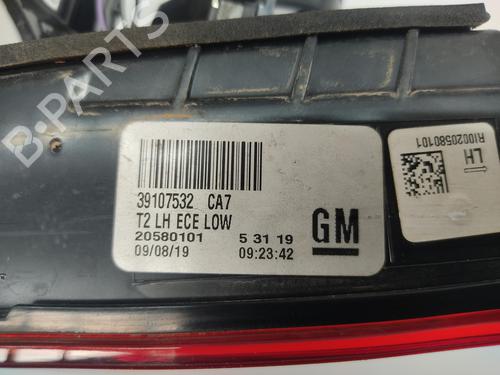 B-PARTS
39107532 CA7
T2 LH ECE LOW
20580101 5 31 19
09/08/19 09:23:42
GM
LH
RI0020580101